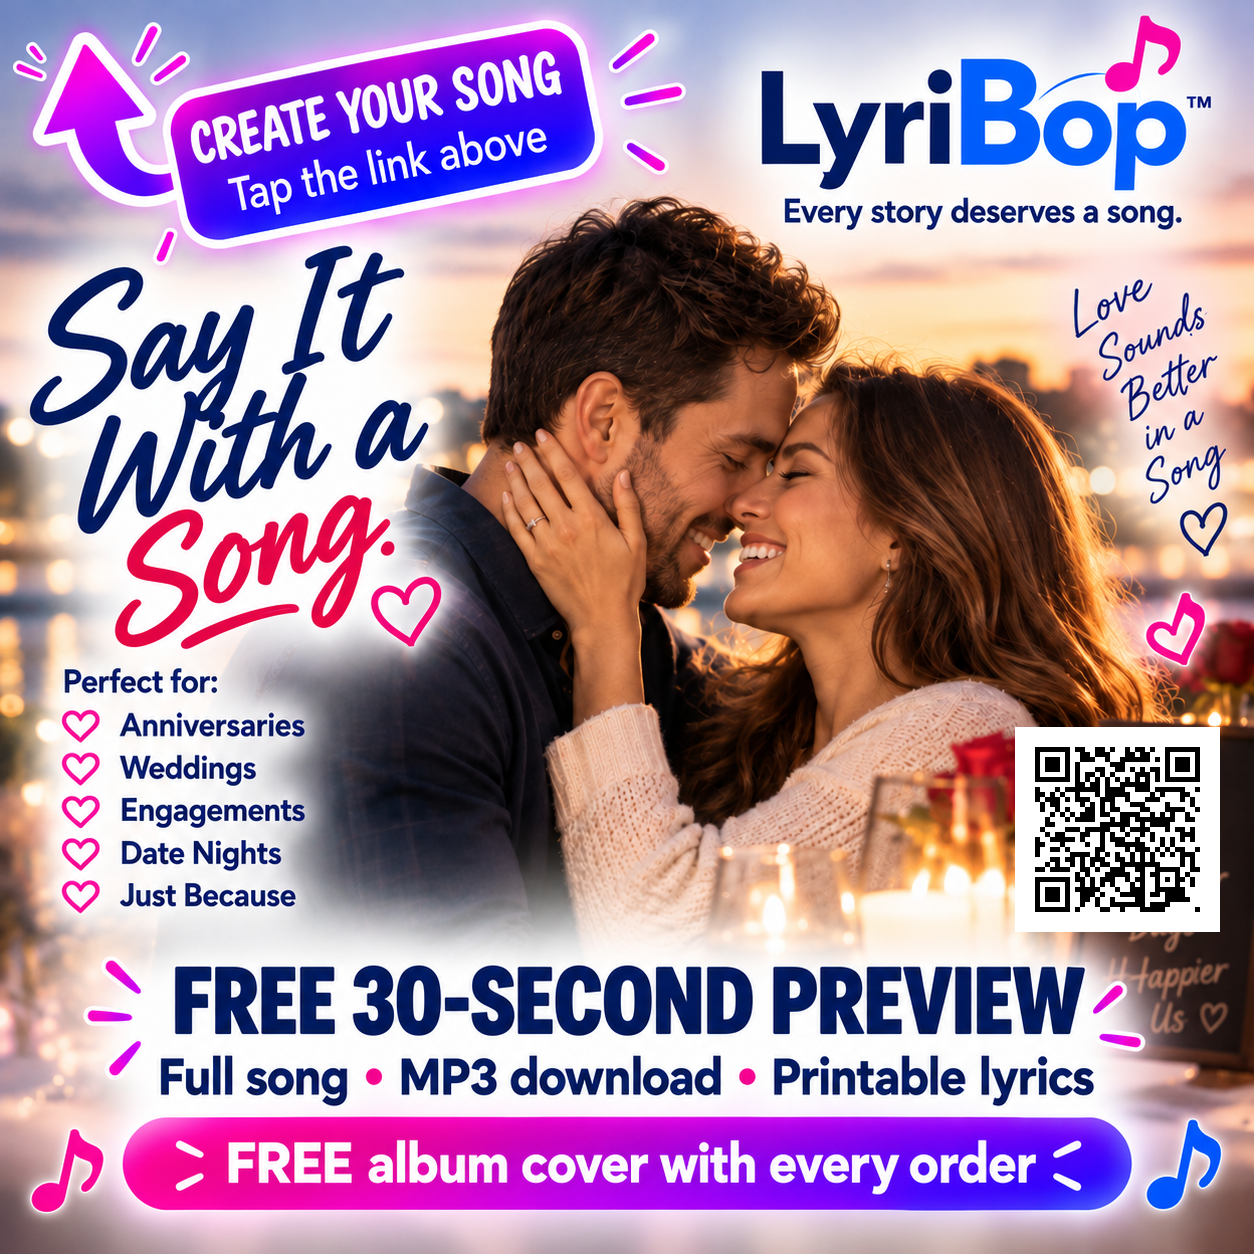 CREATE YOUR SONG
Tap the link above
LyriBop™
Every story deserves a song.
Say It
With a
Song.
Love
Sounds
Better
in a
Song
Perfect for:
Anniversaries
Weddings
Engagements
Date Nights
Just Because
Happier
Us
FREE 30-SECOND PREVIEW
Full song • MP3 download • Printable lyrics
FREE album cover with every order